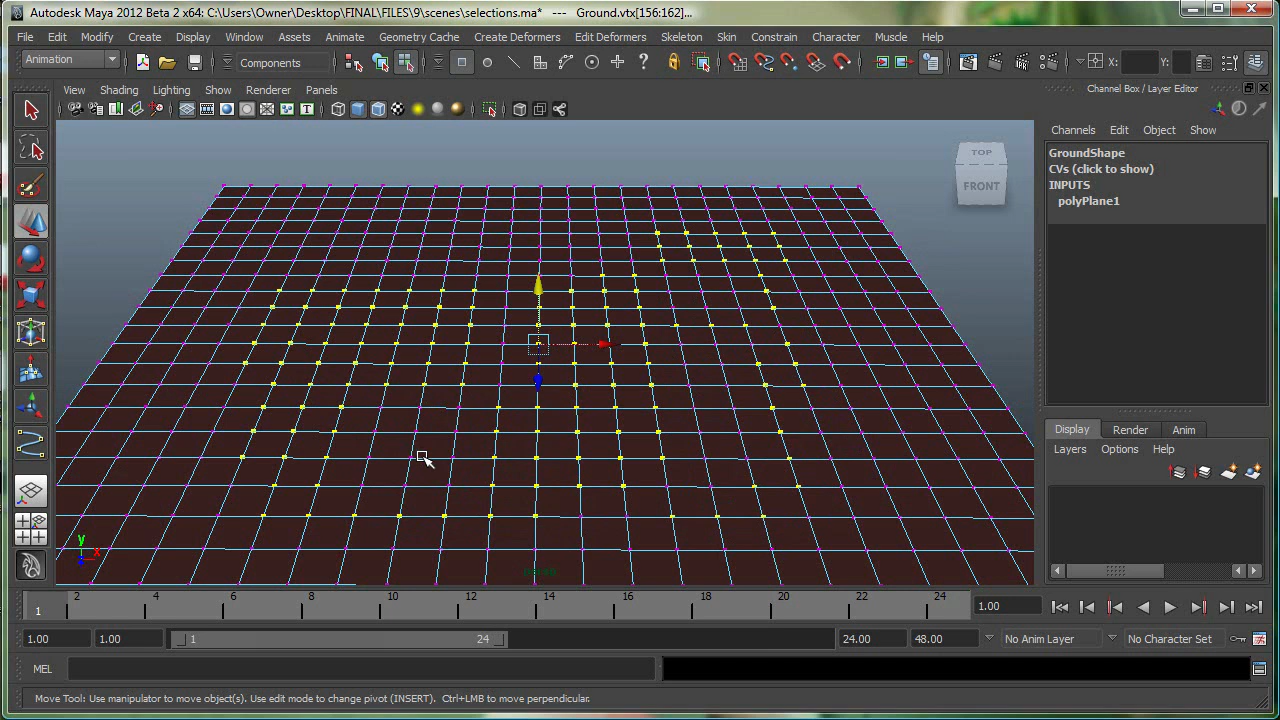 Autodesk Maya 2012 Beta 2 x64: C:\Users\Owner\Desktop\FINAL\FILES\9\scenes\selections.ma*   ---   Ground.vtx[156:162]...
File Edit Modify Create Display Window Assets Animate Geometry Cache Create Deformers Edit Deformers Skeleton Skin Constrain Character Muscle Help
Animation Components X: Y:
View Shading Lighting Show Renderer Panels
Channel Box / Layer Editor
Channels Edit Object Show
GroundShape
CVs (click to show)
INPUTS
polyPlane1
TOP
FRONT
Display Render Anim
Layers Options Help
y
x
2 4 6 8 10 12 14 16 18 20 22 24
1 1.00
1.00 1.00 1 24 24.00 48.00 No Anim Layer No Character Set
MEL
Move Tool: Use manipulator to move object(s). Use edit mode to change pivot (INSERT).  Ctrl+LMB to move perpendicular.